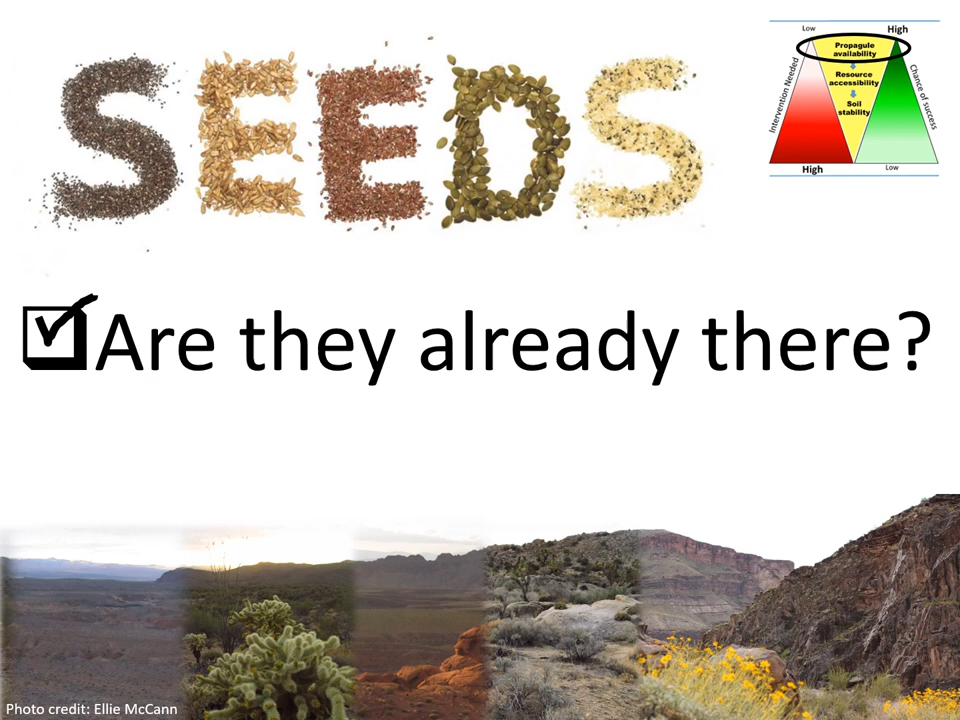 SEEDS
Low
High
Propagule
availability
Resource
accessibility
Soil
stability
Intervention Needed
Chance of success
High
Low
Are they already there?
Photo credit: Ellie McCann